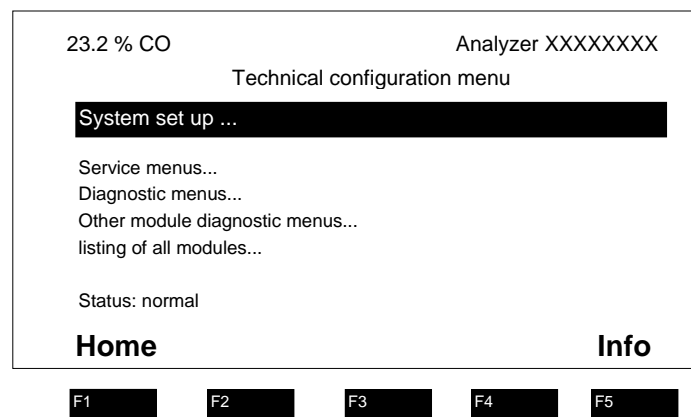 23.2 % CO Analyzer XXXXXXXX
Technical configuration menu
System set up ...
Service menus...
Diagnostic menus...
Other module diagnostic menus...
listing of all modules...
Status: normal
Home Info
F1 F2 F3 F4 F5